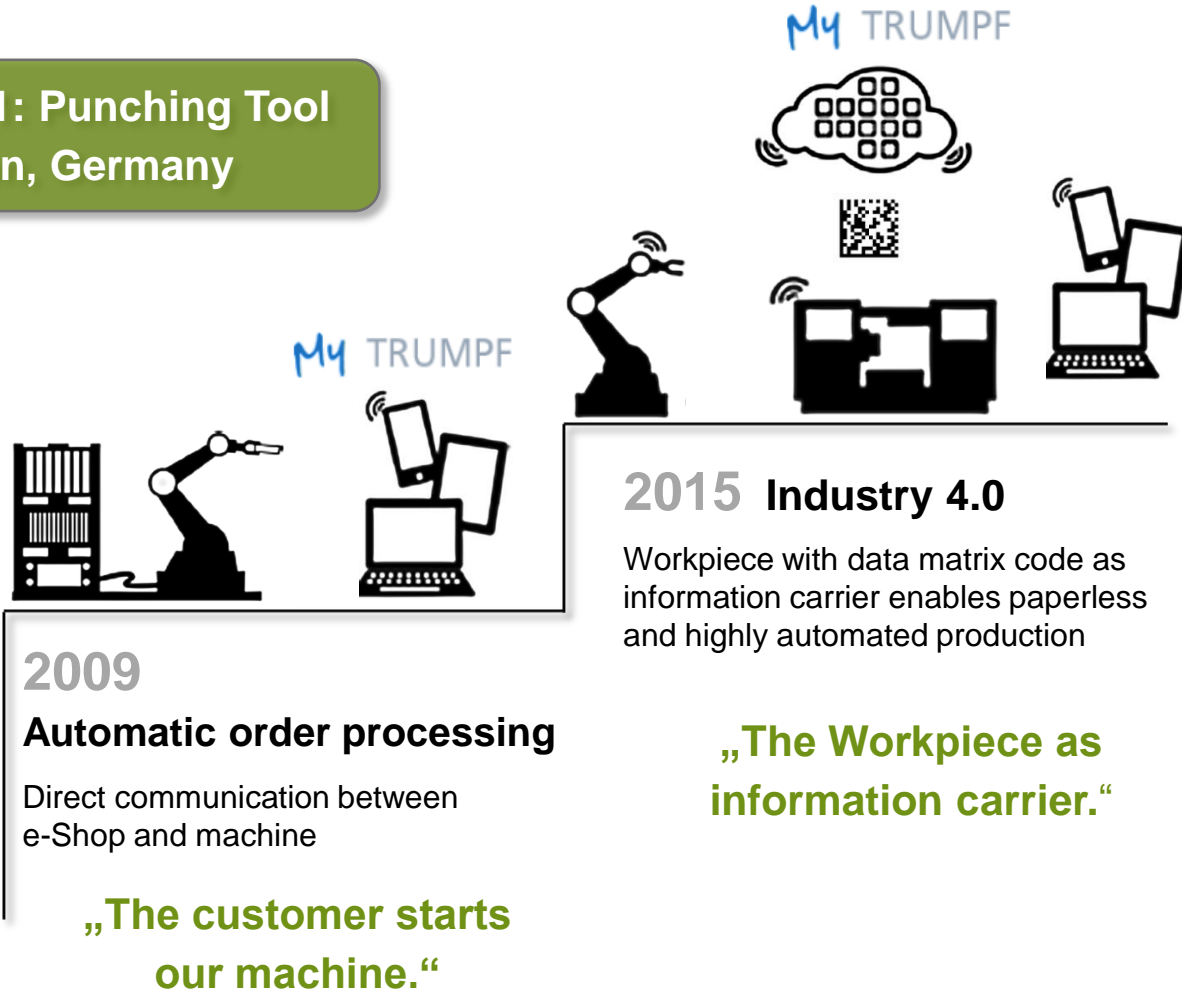 My TRUMPF
1: Punching Tool
n, Germany
My TRUMPF
2015 Industry 4.0
Workpiece with data matrix code as
information carrier enables paperless
and highly automated production
„The Workpiece as
information carrier.“
2009
Automatic order processing
Direct communication between
e-Shop and machine
„The customer starts
our machine.“